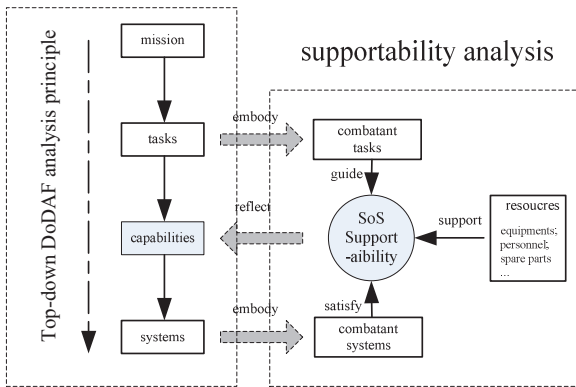 Top-down DoDAF analysis principle
mission
tasks
capabilities
systems
embody
reflect
embody
supportability analysis
combatant
tasks
guide
SoS
Support
-aibility
satisfy
combatant
systems
support
resoucres
equipments;
personnel;
spare parts
...